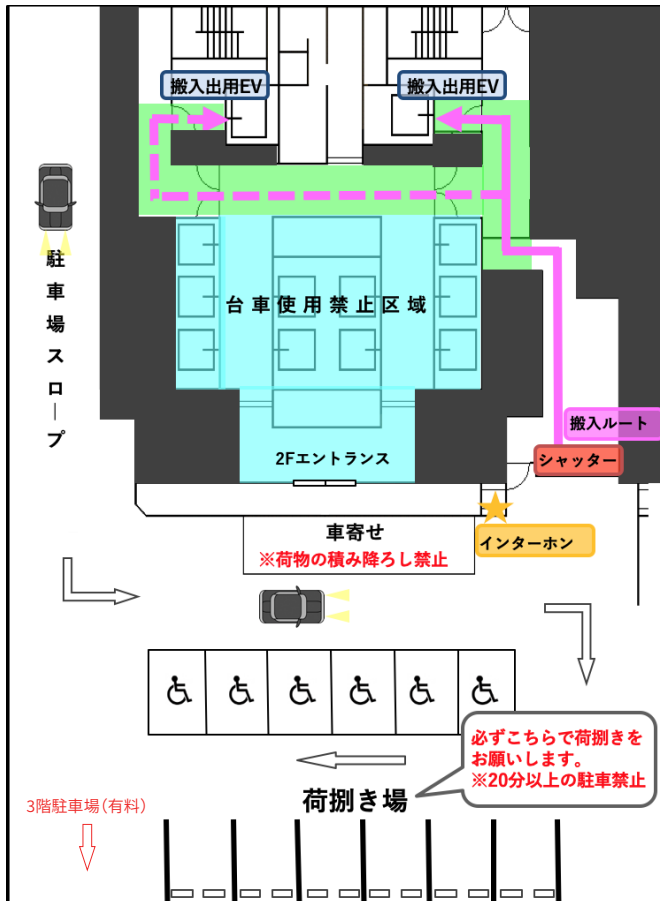 搬入出用EV
搬入出用EV
駐車場スロープ
台車使用禁止区域
搬入ルート
シャッター
2Fエントランス
インターホン
車寄せ
※荷物の積み降ろし禁止
必ずこちらで荷捌きを
お願いします。
※20分以上の駐車禁止
荷捌き場
3階駐車場(有料)